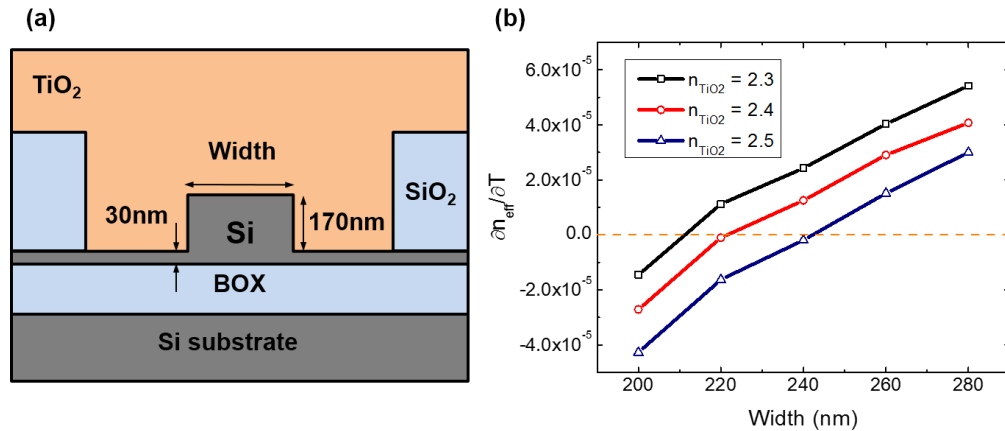 (a)
TiO2
Width
SiO2
30nm
Si
170nm
BOX
Si substrate
(b)
∂neff/∂T
6.0x10-5
4.0x10-5
2.0x10-5
0.0
-2.0x10-5
-4.0x10-5
nTiO2 = 2.3
nTiO2 = 2.4
nTiO2 = 2.5
200 220 240 260 280
Width (nm)